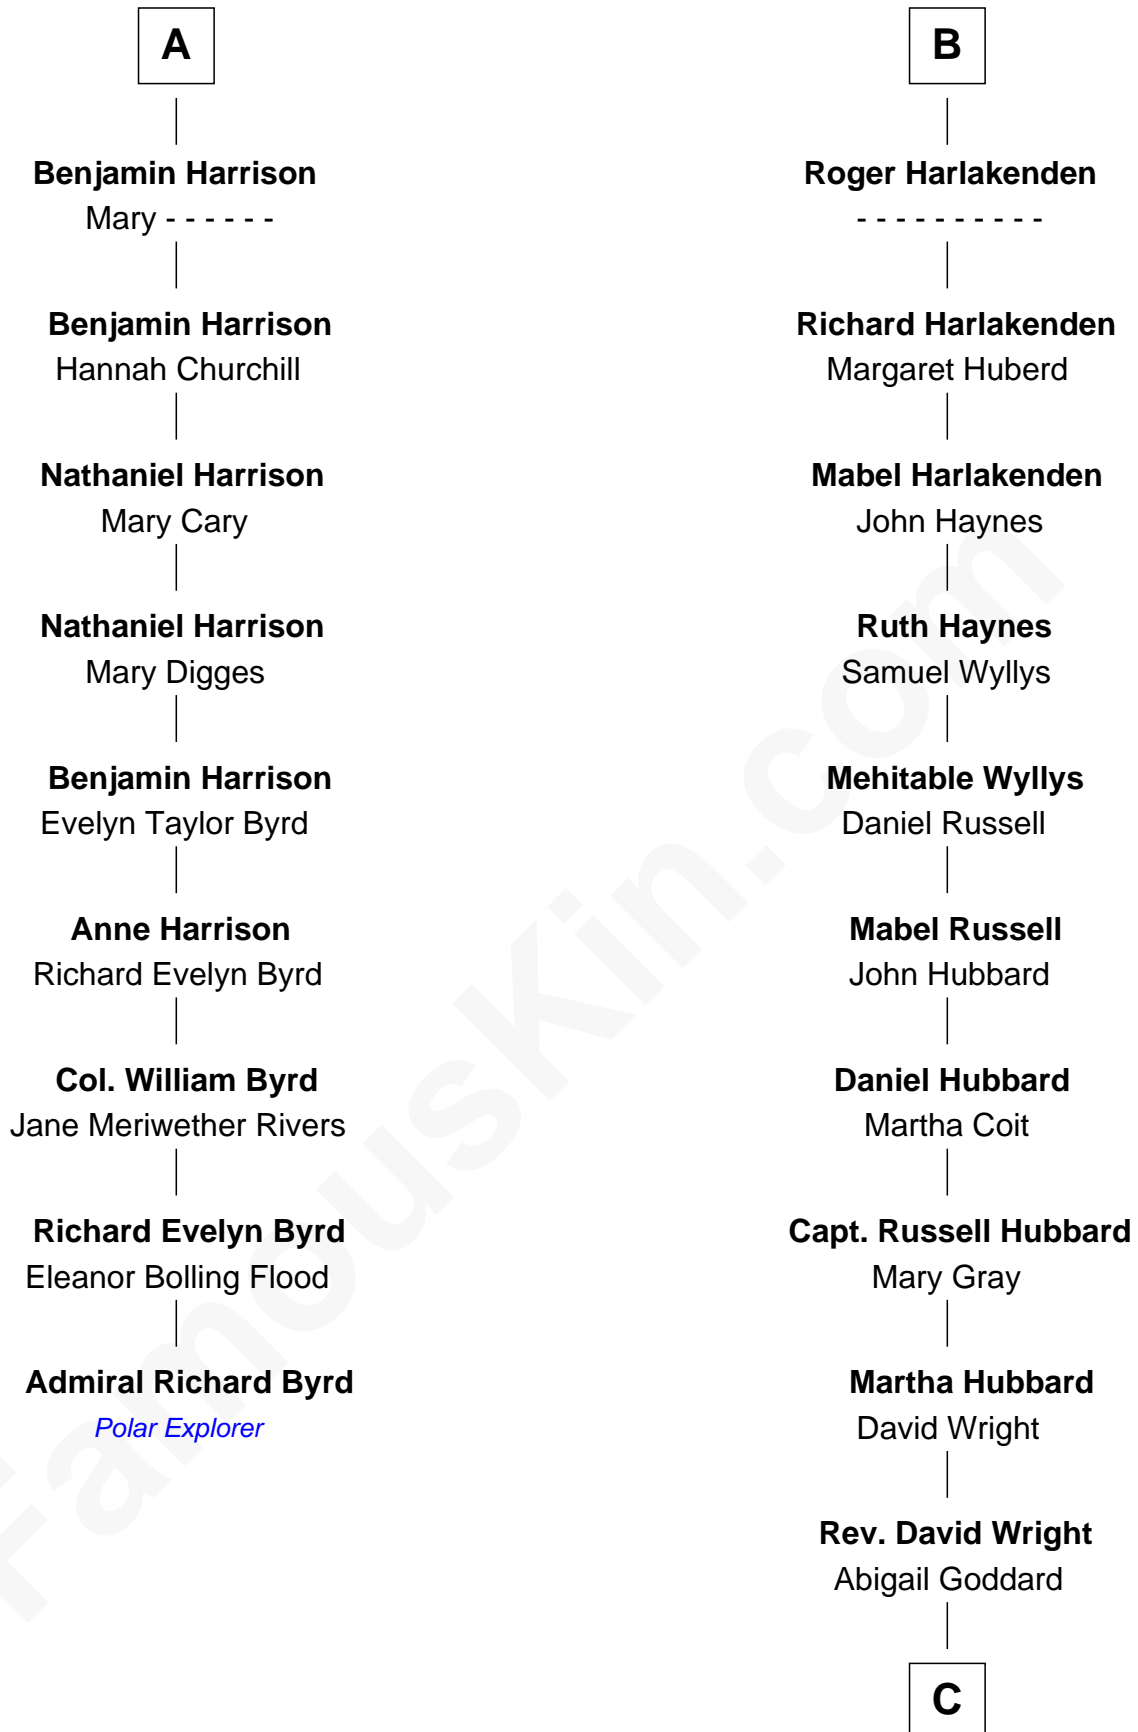 A
Benjamin Harrison
Mary - - - - - -
Benjamin Harrison
Hannah Churchill
Nathaniel Harrison
Mary Cary
Nathaniel Harrison
Mary Digges
Benjamin Harrison
Evelyn Taylor Byrd
Anne Harrison
Richard Evelyn Byrd
Col. William Byrd
Jane Meriwether Rivers
Richard Evelyn Byrd
Eleanor Bolling Flood
Admiral Richard Byrd
Polar Explorer
B
Roger Harlakenden
- - - - - - - - - -
Richard Harlakenden
Margaret Huberd
Mabel Harlakenden
John Haynes
Ruth Haynes
Samuel Wyllys
Mehitable Wyllys
Daniel Russell
Mabel Russell
John Hubbard
Daniel Hubbard
Martha Coit
Capt. Russell Hubbard
Mary Gray
Martha Hubbard
David Wright
Rev. David Wright
Abigail Goddard
C
FamousKin.com